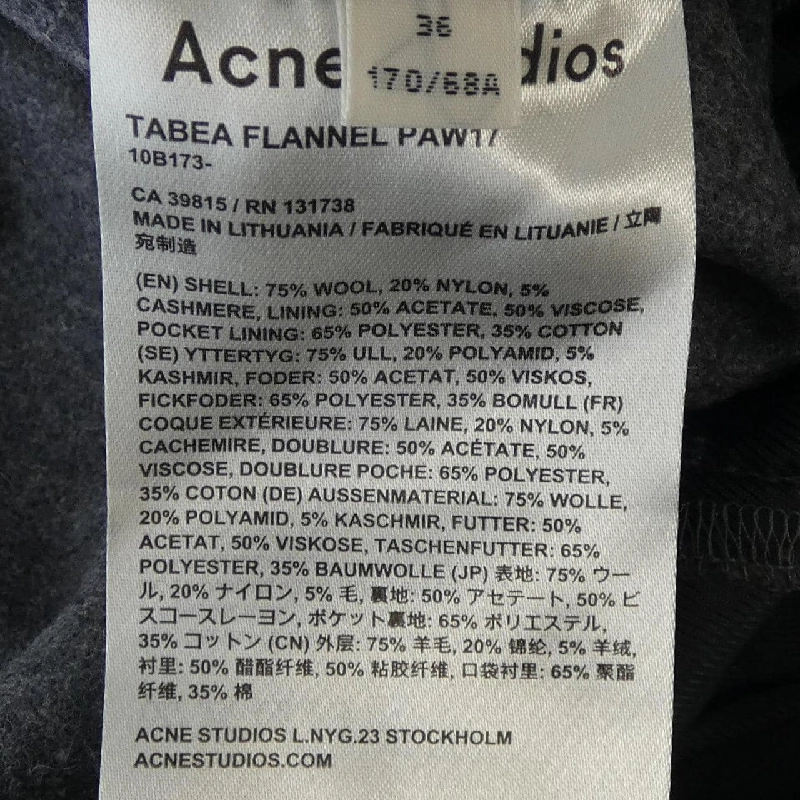 36
170/68A
Acne Studios
TABEA FLANNEL PAW17
10B173-
CA 39815 / RN 131738
MADE IN LITHUANIA / FABRIQUÉ EN LITUANIE / 立陶
宛制造
(EN) SHELL: 75% WOOL, 20% NYLON, 5%
CASHMERE, LINING: 50% ACETATE, 50% VISCOSE,
POCKET LINING: 65% POLYESTER, 35% COTTON
(SE) YTTERTYG: 75% ULL, 20% POLYAMID, 5%
KASHMIR, FODER: 50% ACETAT, 50% VISKOS,
FICKFODER: 65% POLYESTER, 35% BOMULL (FR)
COQUE EXTÉRIEURE: 75% LAINE, 20% NYLON, 5%
CACHEMIRE, DOUBLURE: 50% ACÉTATE, 50%
VISCOSE, DOUBLURE POCHE: 65% POLYESTER,
35% COTON (DE) AUSSENMATERIAL: 75% WOLLE,
20% POLYAMID, 5% KASCHMIR, FUTTER: 50%
ACETAT, 50% VISKOSE, TASCHENFUTTER: 65%
POLYESTER, 35% BAUMWOLLE (JP) 表地: 75% ウー
ル, 20% ナイロン, 5% 毛, 裏地: 50% アセテート, 50% ビ
スコースレーヨン, ポケット裏地: 65% ポリエステル,
35% コットン (CN) 外层: 75% 羊毛, 20% 锦纶, 5% 羊绒,
衬里: 50% 醋酯纤维, 50% 粘胶纤维, 口袋衬里: 65% 聚酯
纤维, 35% 棉
ACNE STUDIOS L.NYG.23 STOCKHOLM
ACNESTUDIOS.COM